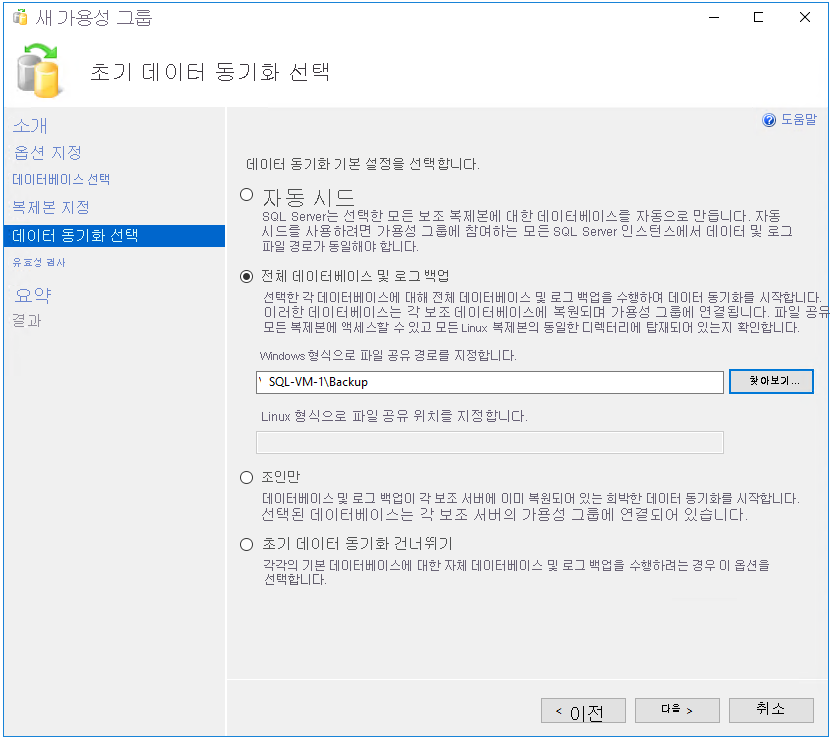 새 가용성 그룹
초기 데이터 동기화 선택
도움말
소개
옵션 지정
데이터베이스 선택
복제본 지정
데이터 동기화 선택
유효성 검사
요약
결과
데이터 동기화 기본 설정을 선택합니다.
자동 시드
SQL Server는 선택한 모든 보조 복제본에 대한 데이터베이스를 자동으로 만듭니다. 자동
시드를 사용하려면 가용성 그룹에 참여하는 모든 SQL Server 인스턴스에서 데이터 및 로그
파일 경로가 동일해야 합니다.
전체 데이터베이스 및 로그 백업
선택한 각 데이터베이스에 대해 전체 데이터베이스 및 로그 백업을 수행하여 데이터 동기화를 시작합니다.
이러한 데이터베이스는 각 보조 데이터베이스에 복원되며 가용성 그룹에 연결됩니다. 파일 공유
모든 복제본에 액세스할 수 있고 모든 Linux 복제본의 동일한 디렉터리에 탑재되어 있는지 확인합니다.
Windows 형식으로 파일 공유 경로를 지정합니다.
\ SQL-VM-1\Backup
찾아보기...
Linux 형식으로 파일 공유 위치를 지정합니다.
조인만
데이터베이스 및 로그 백업이 각 보조 서버에 이미 복원되어 있는 희박한 데이터 동기화를 시작합니다.
선택된 데이터베이스는 각 보조 서버의 가용성 그룹에 연결되어 있습니다.
초기 데이터 동기화 건너뛰기
각각의 기본 데이터베이스에 대한 자체 데이터베이스 및 로그 백업을 수행하려는 경우 이 옵션을
선택합니다.
< 이전
다음 >
취소